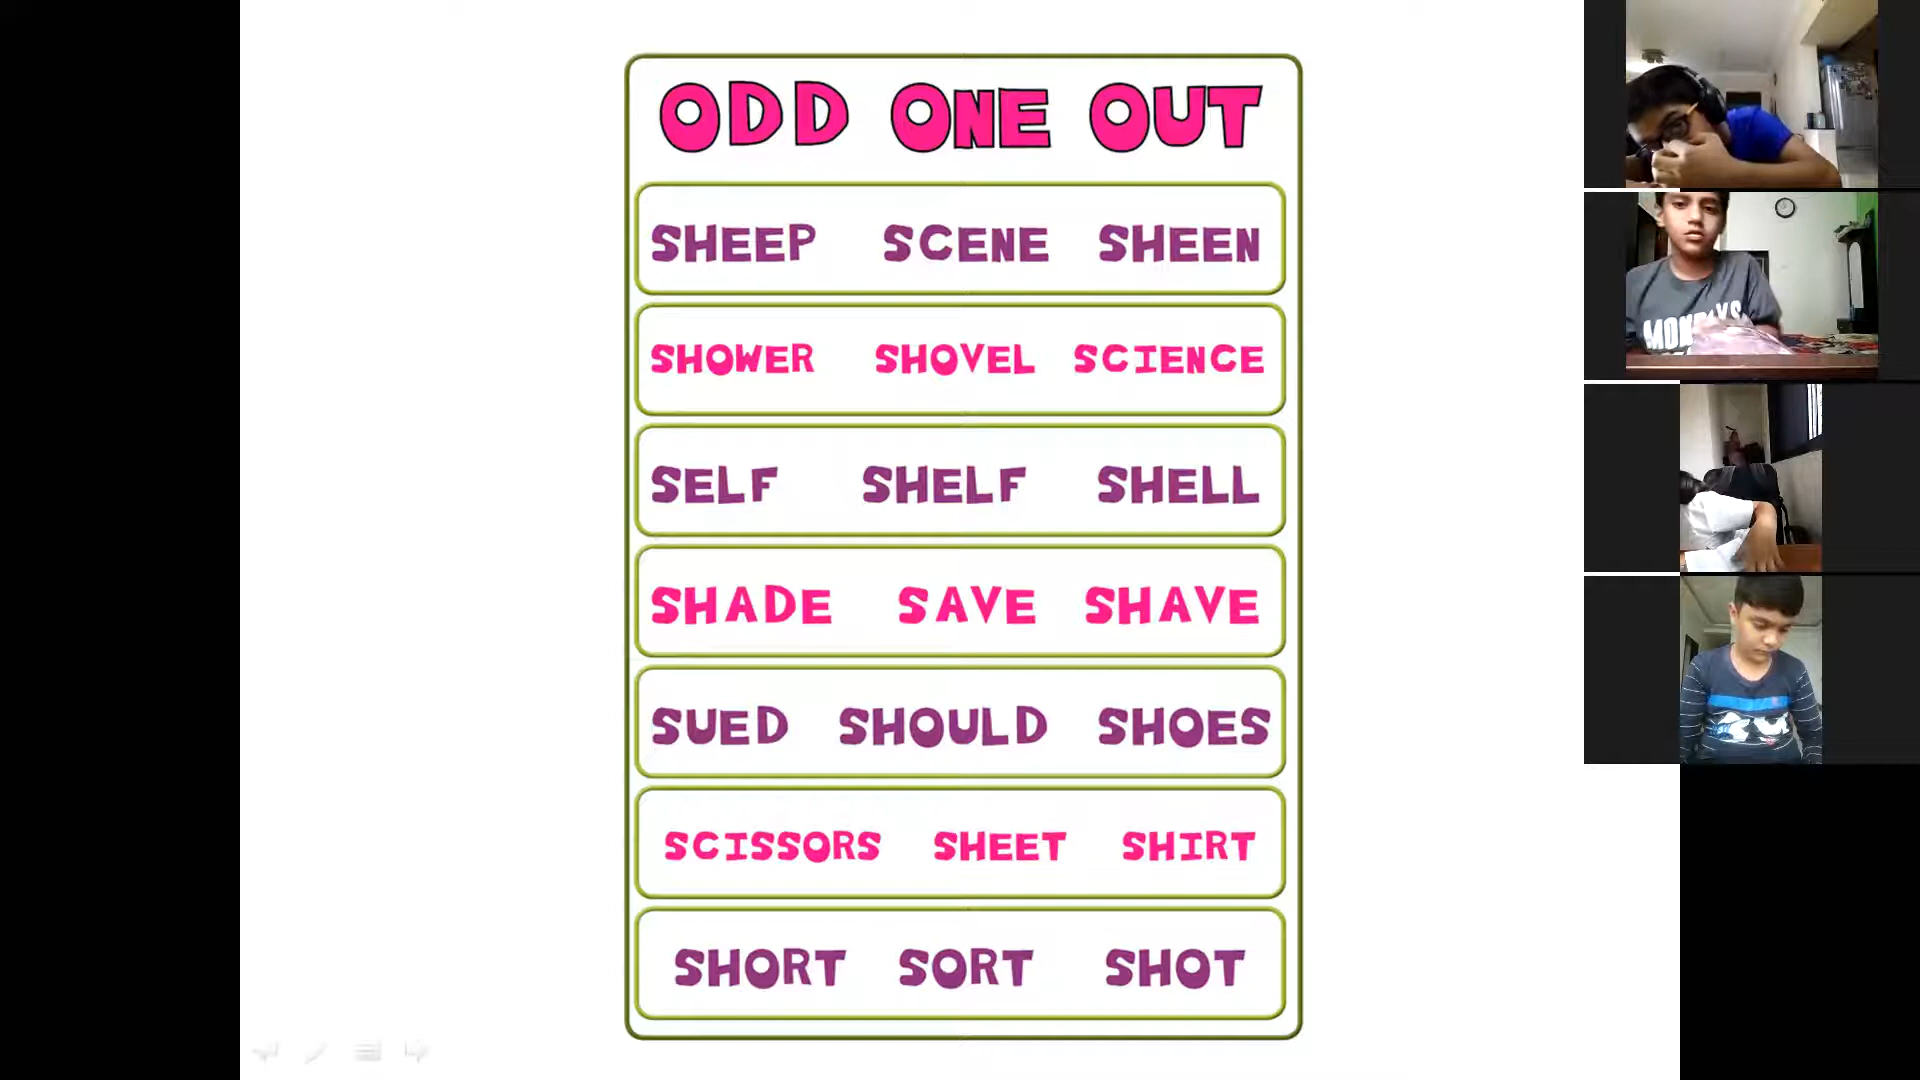 ODD ONE OUT
SHEEP SCENE SHEEN
SHOWER SHOVEL SCIENCE
SELF SHELF SHELL
SHADE SAVE SHAVE
SUED SHOULD SHOES
SCISSORS SHEET SHIRT
SHORT SORT SHOT